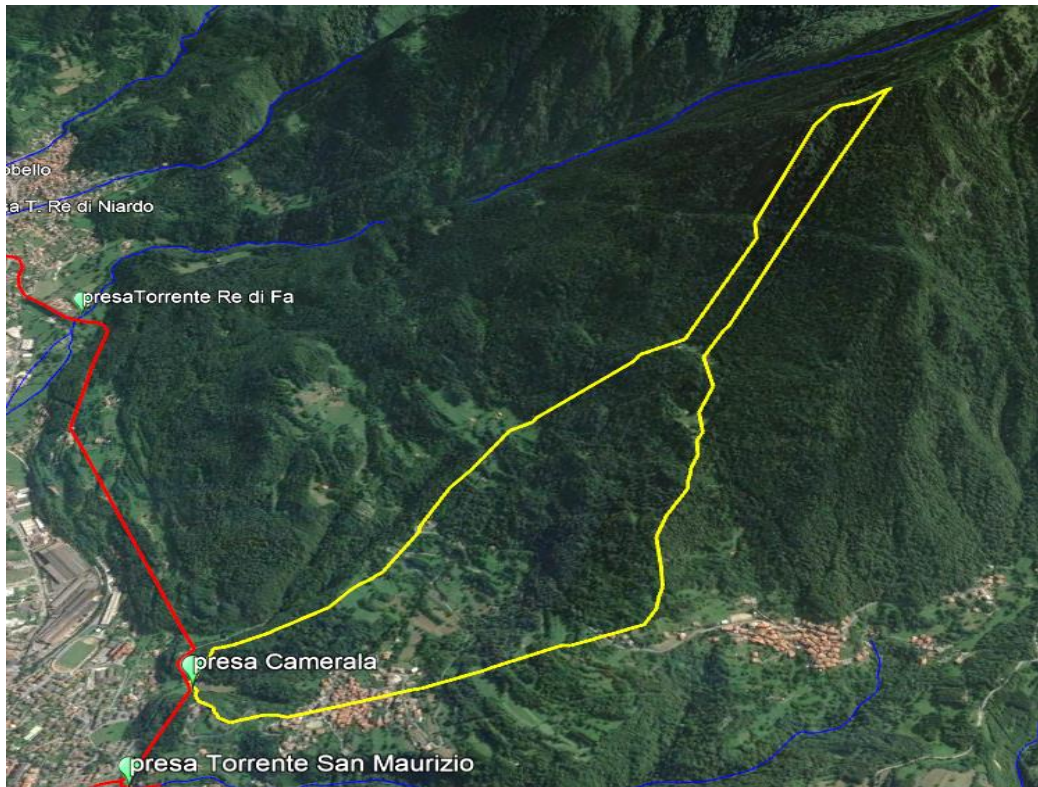 obello
sa T. Re di Niardo
presaTorrente Re di Fa
presa Camerala
presa Torrente San Maurizio